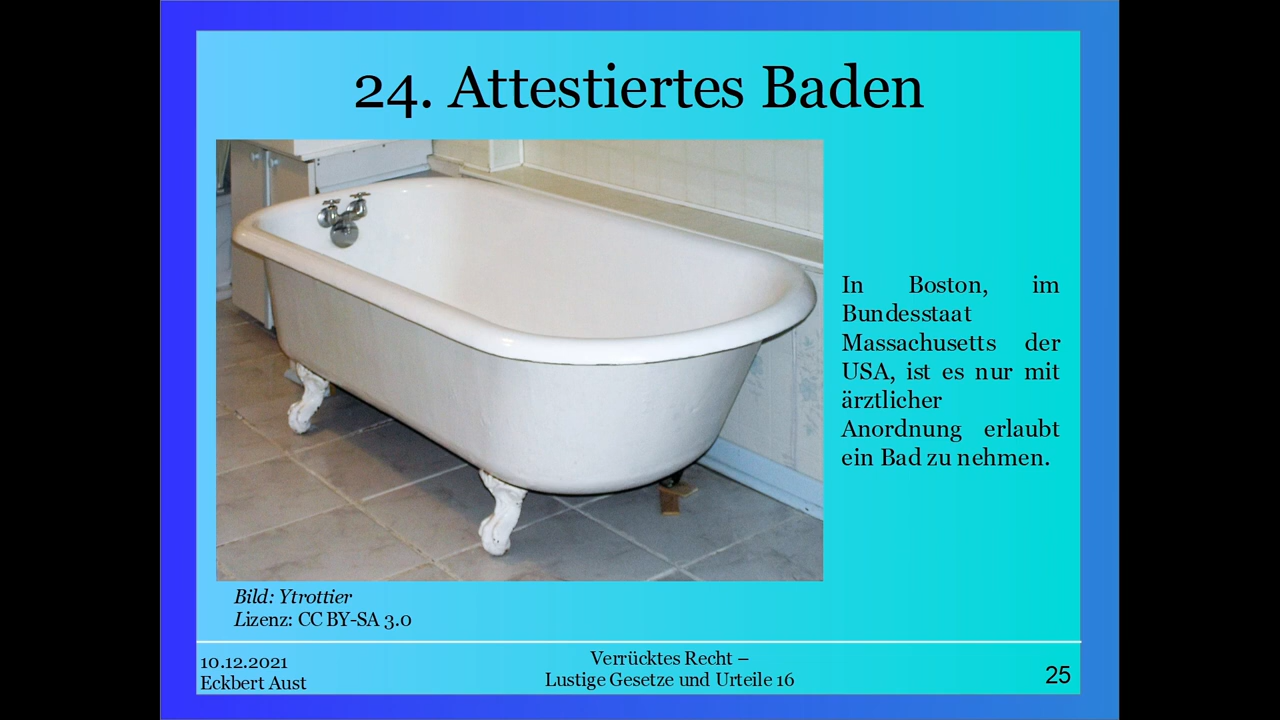 24. Attestiertes Baden
In Boston, im
Bundesstaat
Massachusetts der
USA, ist es nur mit
ärztlicher
Anordnung erlaubt
ein Bad zu nehmen.
Bild: Ytrottier
Lizenz: CC BY-SA 3.0
10.12.2021
Eckbert Aust
Verrücktes Recht –
Lustige Gesetze und Urteile 16
25